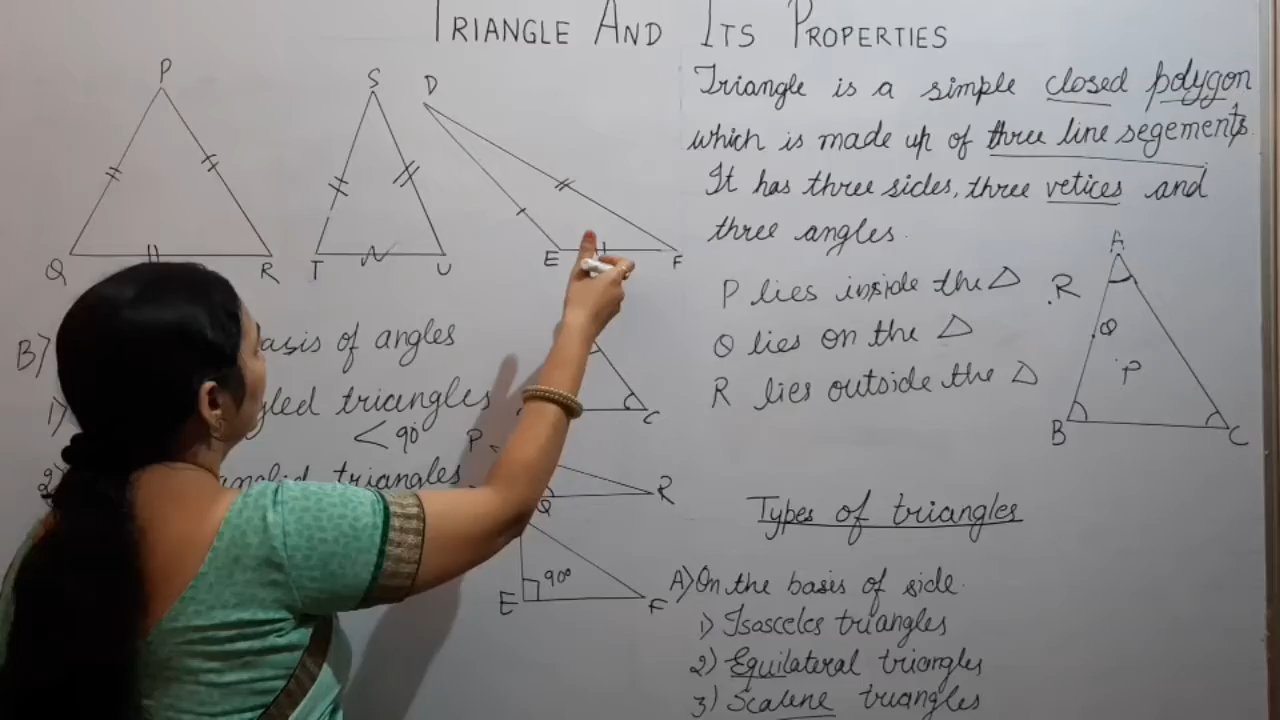 TRIANGLE AND ITS PROPERTIES
Triangle is a simple closed polygon
which is made up of three line segements.
It has three sides, three vetices and
three angles.
P lies inside the △
Q lies on the △
R lies outside the △
A
.R
Q
P
B
C
P
Q
R
S
T
U
D
E
F
B) asis of angles
1) gled triangles
< 90°
2) angled triangles
C
P
Q
R
90°
E
F
Types of triangles
A) On the basis of side.
1) Isasceles triangles
2) Equilateral triangles
3) Scalene triangles